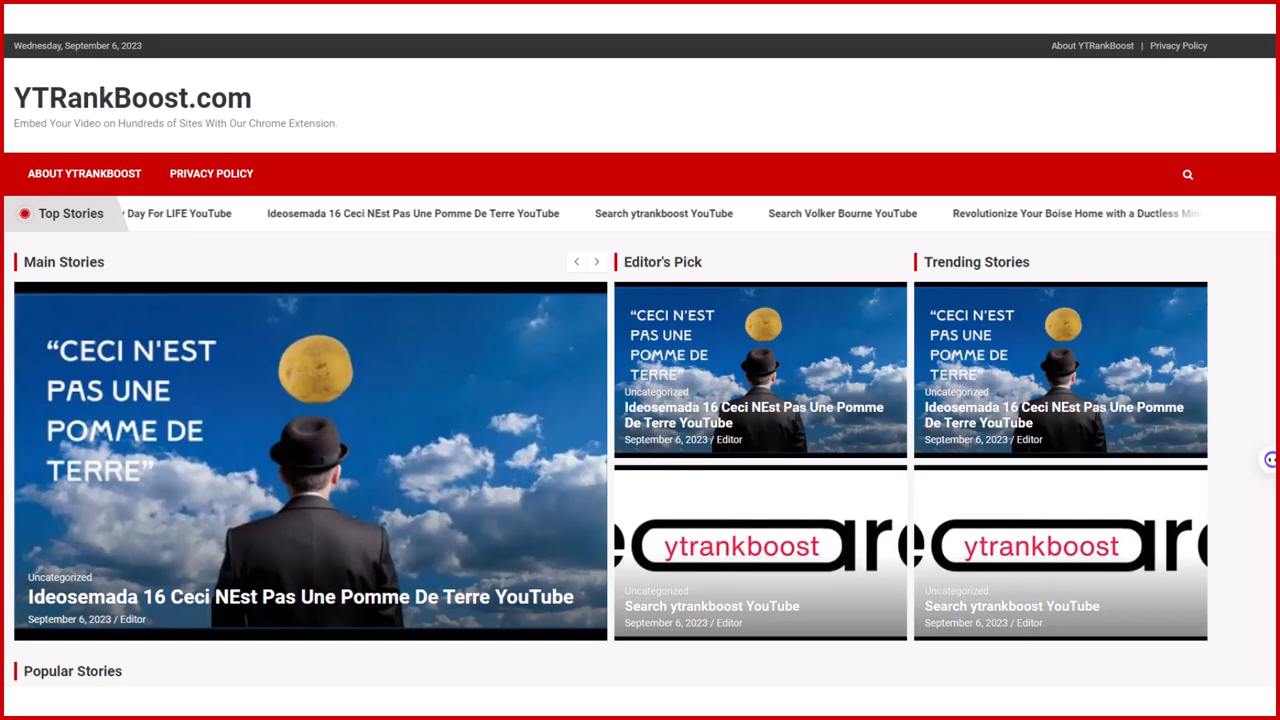 Wednesday, September 6, 2023
About YTRankBoost | Privacy Policy
YTRankBoost.com
Embed Your Video on Hundreds of Sites With Our Chrome Extension.
ABOUT YTRANKBOOST
PRIVACY POLICY
Top Stories
Day For LIFE YouTube
Ideosemada 16 Ceci NEst Pas Une Pomme De Terre YouTube
Search ytrankboost YouTube
Search Volker Bourne YouTube
Revolutionize Your Boise Home with a Ductless
Main Stories
“CECI N'EST
PAS UNE
POMME DE
TERRE”
Uncategorized
Ideosemada 16 Ceci NEst Pas Une Pomme De Terre YouTube
September 6, 2023 / Editor
Editor's Pick
“CECI N'EST
PAS UNE
POMME DE
TERRE”
Uncategorized
Ideosemada 16 Ceci NEst Pas Une Pomme
De Terre YouTube
September 6, 2023 / Editor
ytrankboost
Uncategorized
Search ytrankboost YouTube
September 6, 2023 / Editor
Trending Stories
“CECI N'EST
PAS UNE
POMME DE
TERRE”
Uncategorized
Ideosemada 16 Ceci NEst Pas Une Pomme
De Terre YouTube
September 6, 2023 / Editor
ytrankboost
Uncategorized
Search ytrankboost YouTube
September 6, 2023 / Editor
Popular Stories